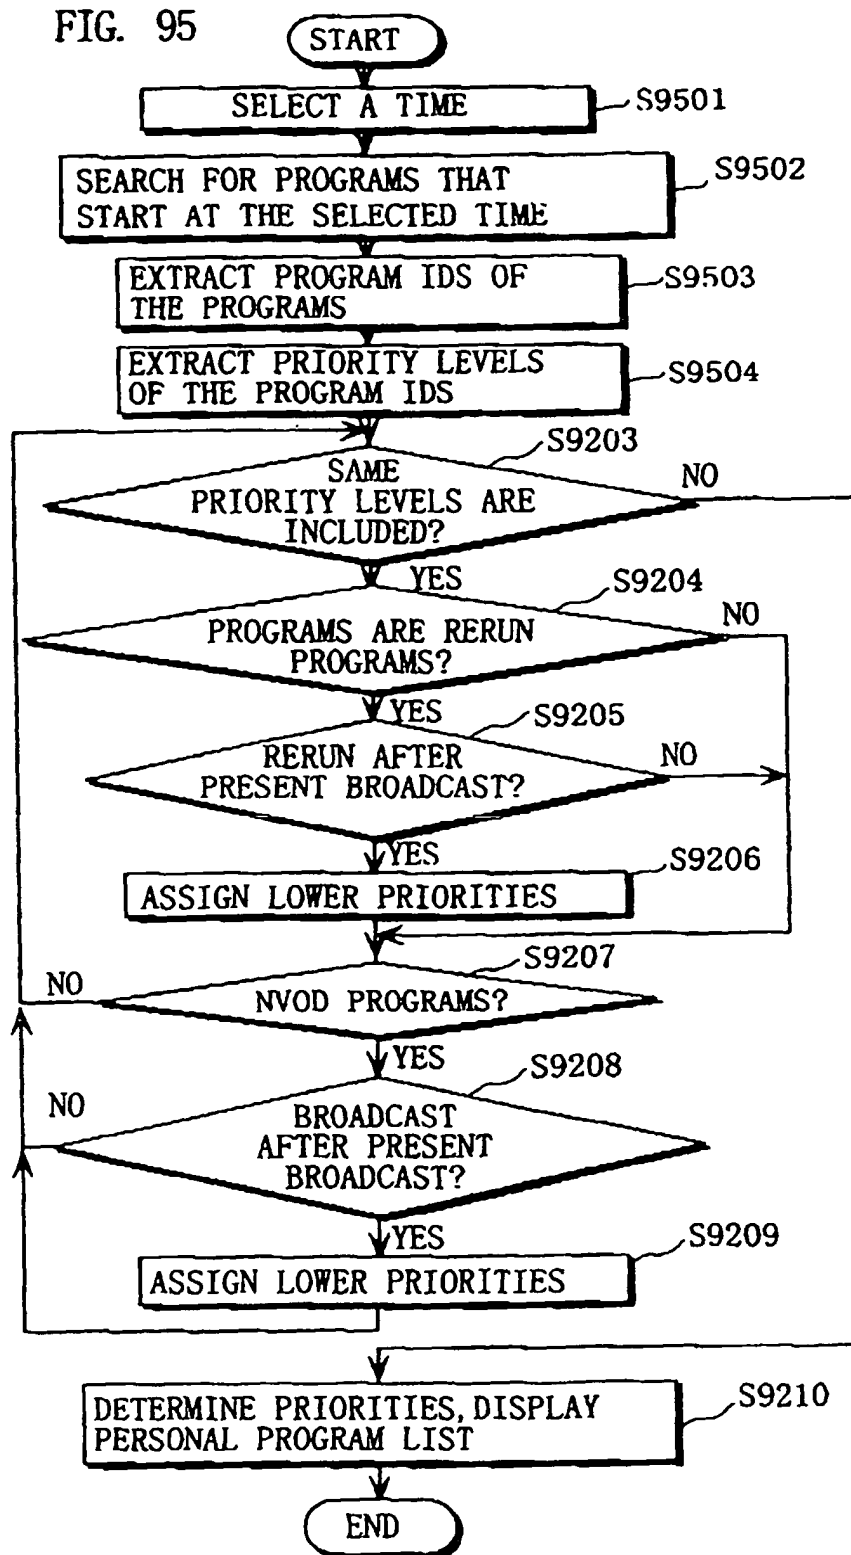 FIG. 95
START
SELECT A TIME
S9501
SEARCH FOR PROGRAMS THAT
START AT THE SELECTED TIME
S9502
EXTRACT PROGRAM IDS OF
THE PROGRAMS
S9503
EXTRACT PRIORITY LEVELS
OF THE PROGRAM IDS
S9504
S9203
SAME
PRIORITY LEVELS ARE
INCLUDED?
NO
YES
S9204
PROGRAMS ARE RERUN
PROGRAMS?
NO
YES
S9205
RERUN AFTER
PRESENT BROADCAST?
NO
YES
S9206
ASSIGN LOWER PRIORITIES
S9207
NO
NVOD PROGRAMS?
YES
S9208
NO
BROADCAST
AFTER PRESENT
BROADCAST?
YES
S9209
ASSIGN LOWER PRIORITIES
DETERMINE PRIORITIES, DISPLAY
PERSONAL PROGRAM LIST
S9210
END